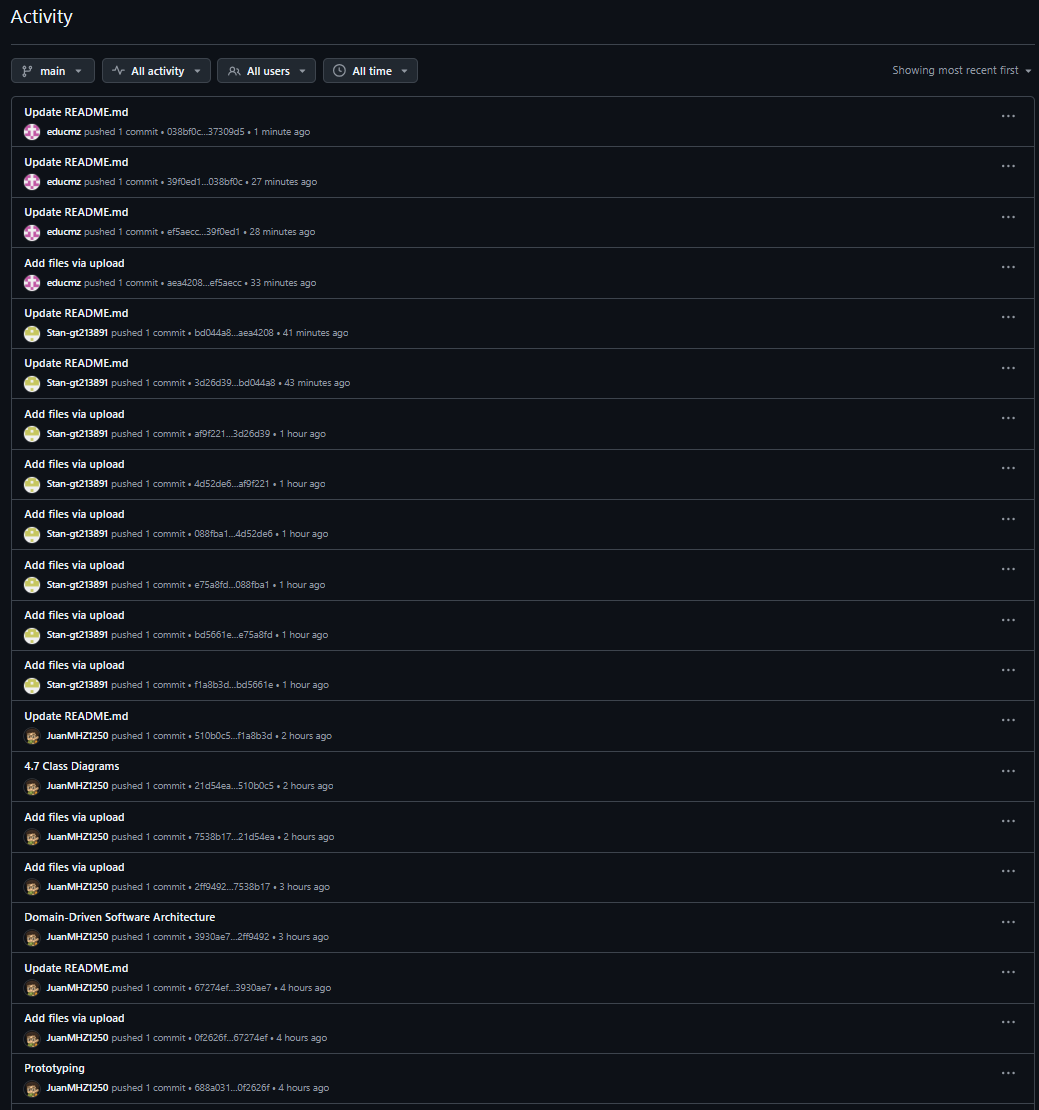 Activity
main
All activity
All users
All time
Showing most recent first
Update README.md
educmz pushed 1 commit • 038bf0c...37309d5 • 1 minute ago
Update README.md
educmz pushed 1 commit • 39f0ed1...038bf0c • 27 minutes ago
Update README.md
educmz pushed 1 commit • ef5aecc...39f0ed1 • 28 minutes ago
Add files via upload
educmz pushed 1 commit • aea4208...ef5aecc • 33 minutes ago
Update README.md
Stan-gt213891 pushed 1 commit • bd044a8...aea4208 • 41 minutes ago
Update README.md
Stan-gt213891 pushed 1 commit • 3d26d39...bd044a8 • 43 minutes ago
Add files via upload
Stan-gt213891 pushed 1 commit • af9f221...3d26d39 • 1 hour ago
Add files via upload
Stan-gt213891 pushed 1 commit • 4d52de6...af9f221 • 1 hour ago
Add files via upload
Stan-gt213891 pushed 1 commit • 088fba1...4d52de6 • 1 hour ago
Add files via upload
Stan-gt213891 pushed 1 commit • e75a8fd...088fba1 • 1 hour ago
Add files via upload
Stan-gt213891 pushed 1 commit • bd5661e...e75a8fd • 1 hour ago
Add files via upload
Stan-gt213891 pushed 1 commit • f1a8b3d...bd5661e • 1 hour ago
Update README.md
JuanMHZ1250 pushed 1 commit • 510b0c5...f1a8b3d • 2 hours ago
4.7 Class Diagrams
JuanMHZ1250 pushed 1 commit • 21d54ea...510b0c5 • 2 hours ago
Add files via upload
JuanMHZ1250 pushed 1 commit • 7538b17...21d54ea • 2 hours ago
Add files via upload
JuanMHZ1250 pushed 1 commit • 2ff9492...7538b17 • 3 hours ago
Domain-Driven Software Architecture
JuanMHZ1250 pushed 1 commit • 3930ae7...2ff9492 • 3 hours ago
Update README.md
JuanMHZ1250 pushed 1 commit • 67274ef...3930ae7 • 4 hours ago
Add files via upload
JuanMHZ1250 pushed 1 commit • 0f2626f...67274ef • 4 hours ago
Prototyping
JuanMHZ1250 pushed 1 commit • 688a031...0f2626f • 4 hours ago